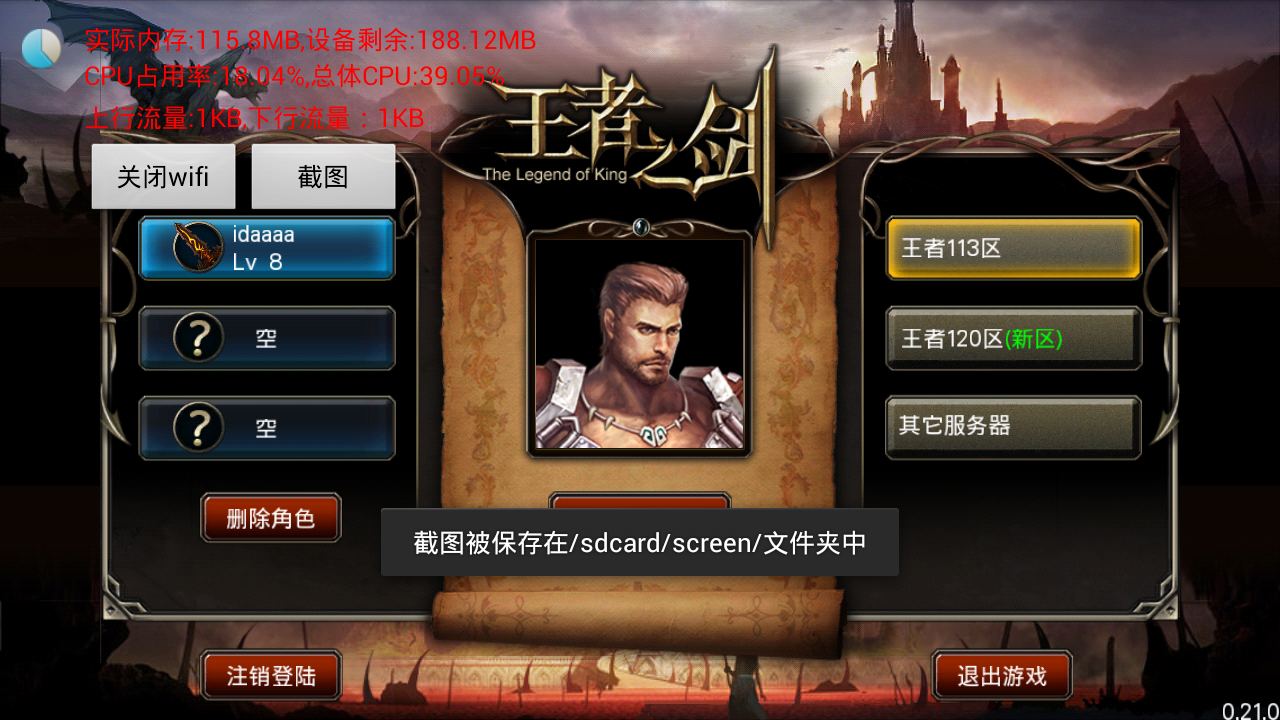 实际内存:115.8MB,设备剩余:188.12MB
CPU占用率:18.04%,总体CPU:39.05%
上行流量:1KB,下行流量：1KB
关闭wifi
截图
王者之剑
The Legend of King
idaaaa
Lv 8
空
空
删除角色
王者113区
王者120区(新区)
其它服务器
截图被保存在/sdcard/screen/文件夹中
注销登陆
退出游戏
0.21.0